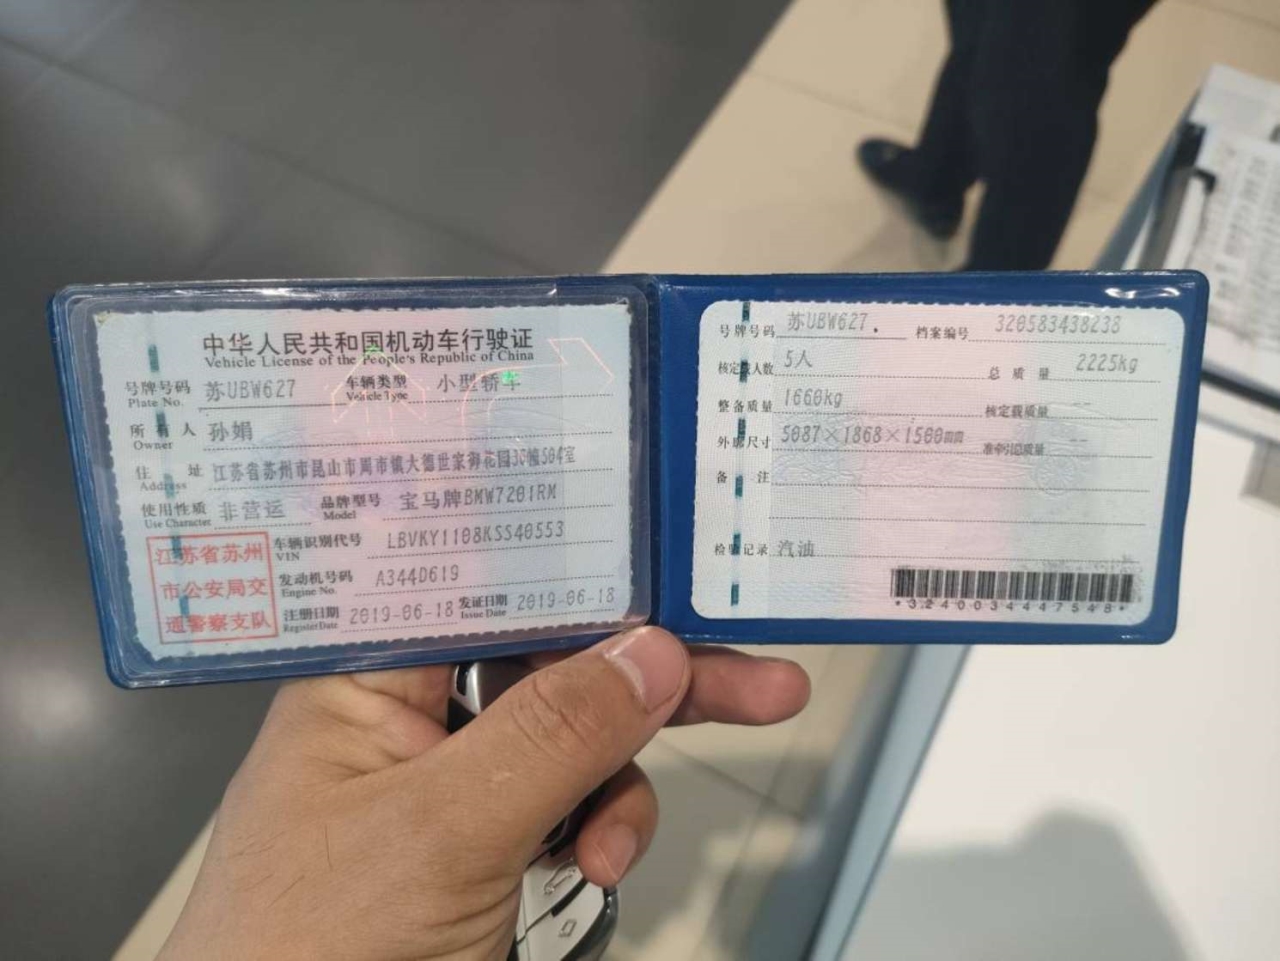 中华人民共和国机动车行驶证
Vehicle License of the People's Republic of China
号牌号码 苏UBW627 车辆类型 小型轿车
Plate No. Vehicle Type
所有人 孙娟
Owner
住址 江苏省苏州市昆山市周市镇大德世家御花园36幢504室
Address
使用性质 非营运 品牌型号 宝马牌BMW7201RM
Use Character Model
江苏省苏州
市公安局交
通警察支队
车辆识别代号 LBVKY1108KSS40553
VIN
发动机号码 A344D619
Engine No.
注册日期 2019-06-18 发证日期 2019-06-18
Register Date Issue Date
号牌号码 苏UBW627. 档案编号 320583438238
核定载人数 5人 总质量 2225kg
整备质量 1660kg 核定载质量 --
外廓尺寸 5087×1868×1500mm 准牵引总质量 --
备注
检验记录 汽油
*3240034447548*